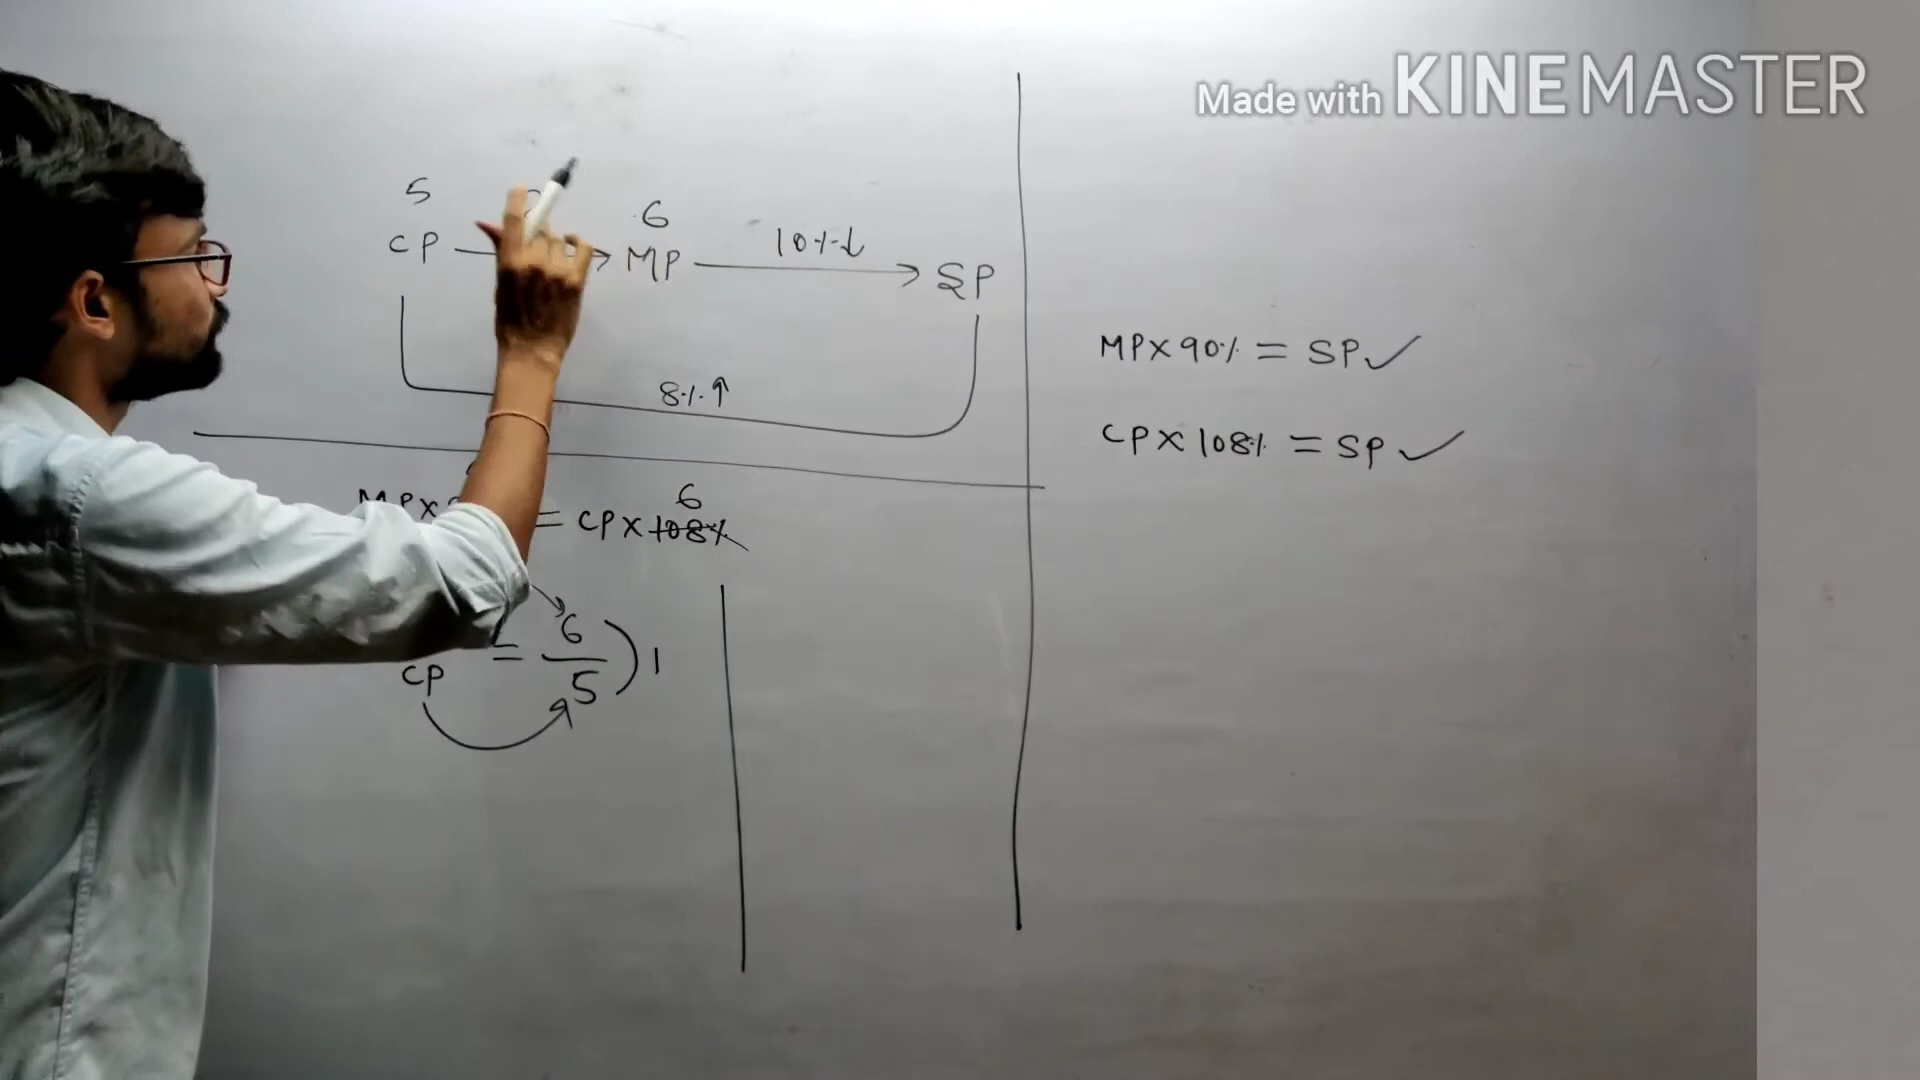 Made with KINEMASTER
5
6
CP → MP 10%↓ → SP
8%↑
MP X 90% = SP ✓
CP X 108% = SP ✓
6
MP X = CP X 108%
6
CP = 5 ) 1